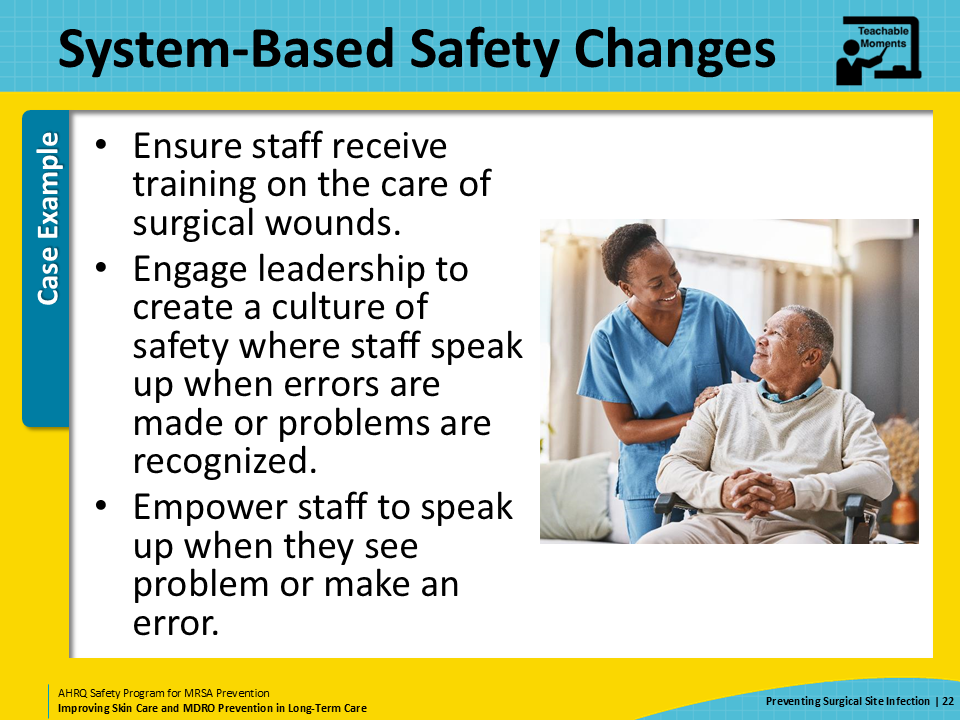 System-Based Safety Changes
Teachable
Moments
Case Example
• Ensure staff receive
training on the care of
surgical wounds.
• Engage leadership to
create a culture of
safety where staff speak
up when errors are
made or problems are
recognized.
• Empower staff to speak
up when they see
problem or make an
error.
AHRQ Safety Program for MRSA Prevention
Improving Skin Care and MDRO Prevention in Long-Term Care
Preventing Surgical Site Infection | 22